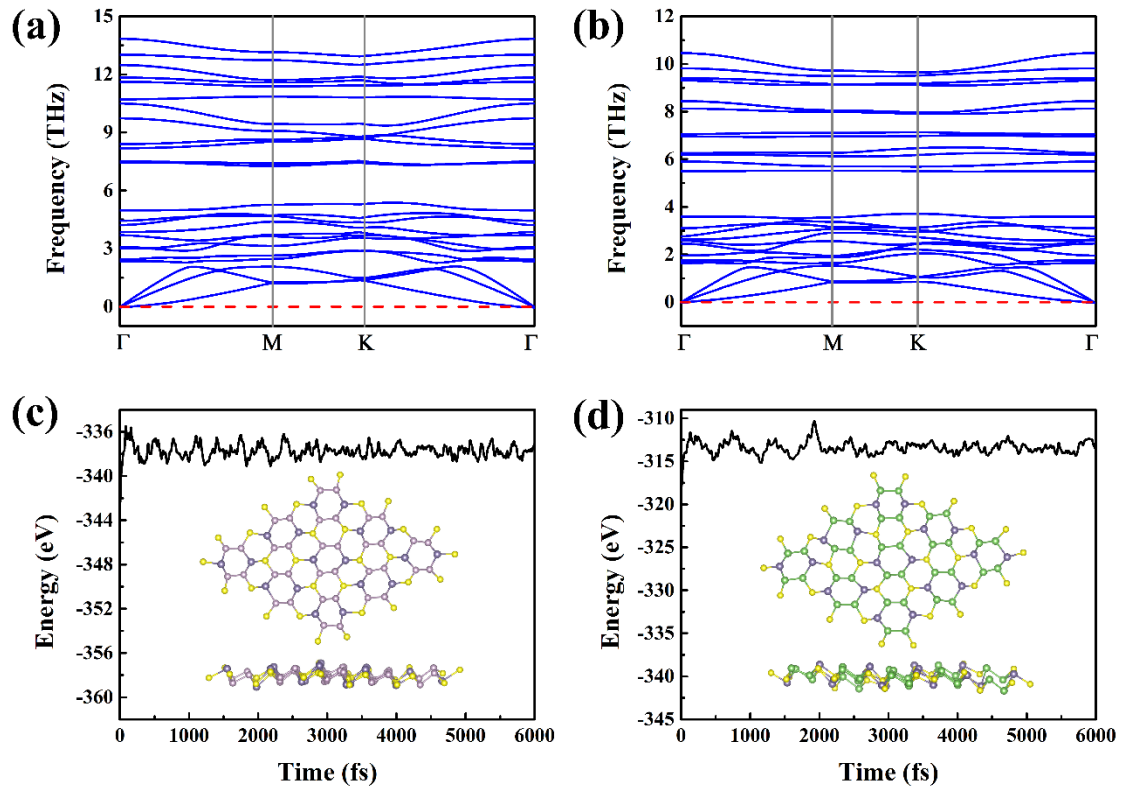 (a)
15
12
9
6
3
0
Frequency (THz)
Γ M K Γ
(b)
12
10
8
6
4
2
0
Frequency (THz)
Γ M K Γ
(c)
-336
-340
-344
-348
-352
-356
-360
Energy (eV)
0 1000 2000 3000 4000 5000 6000
Time (fs)
(d)
-310
-315
-320
-325
-330
-335
-340
-345
Energy (eV)
0 1000 2000 3000 4000 5000 6000
Time (fs)